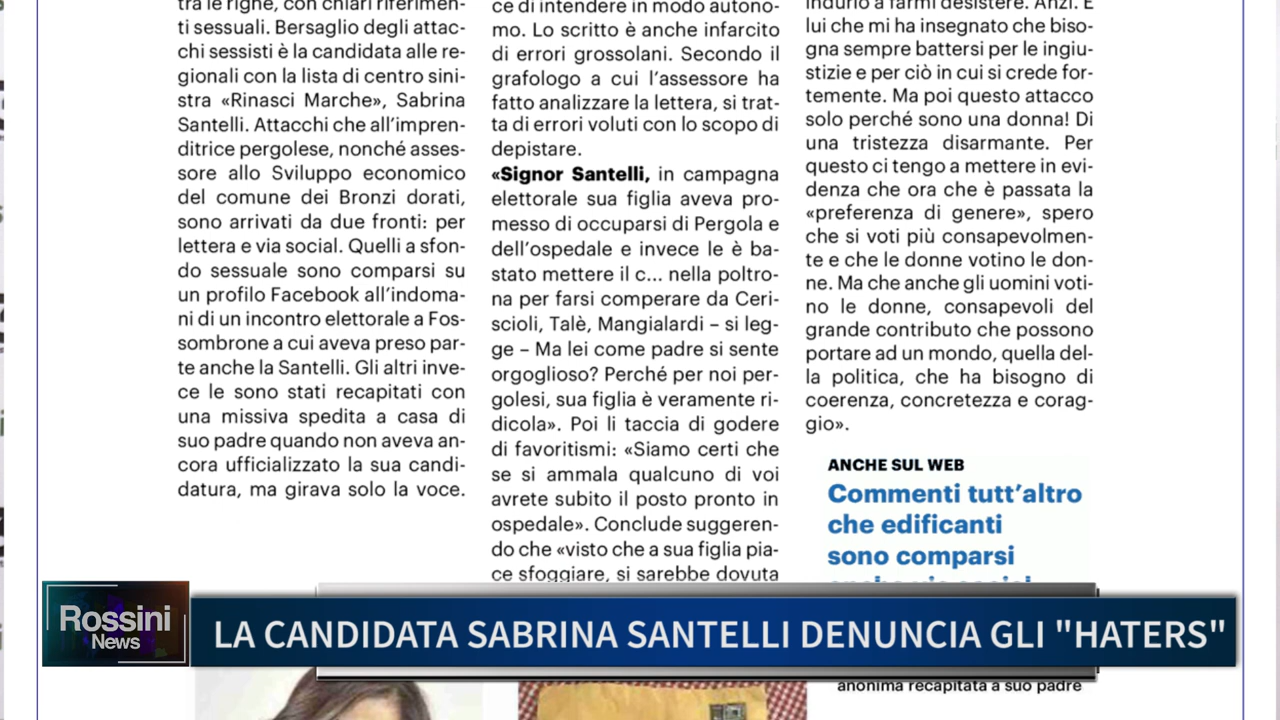 tra le righe, con chiari riferimen-
ti sessuali. Bersaglio degli attac-
chi sessisti è la candidata alle re-
gionali con la lista di centro sini-
stra «Rinasci Marche», Sabrina
Santelli. Attacchi che all’impren-
ditrice pergolese, nonché asses-
sore allo Sviluppo economico
del comune dei Bronzi dorati,
sono arrivati da due fronti: per
lettera e via social. Quelli a sfon-
do sessuale sono comparsi su
un profilo Facebook all’indoma-
ni di un incontro elettorale a Fos-
sombrone a cui aveva preso par-
te anche la Santelli. Gli altri inve-
ce le sono stati recapitati con
una missiva spedita a casa di
suo padre quando non aveva an-
cora ufficializzato la sua candi-
datura, ma girava solo la voce.
ce di intendere in modo autono-
mo. Lo scritto è anche infarcito
di errori grossolani. Secondo il
grafologo a cui l’assessore ha
fatto analizzare la lettera, si trat-
ta di errori voluti con lo scopo di
depistare.
«Signor Santelli, in campagna
elettorale sua figlia aveva pro-
messo di occuparsi di Pergola e
dell’ospedale e invece le è ba-
stato mettere il c... nella poltro-
na per farsi comperare da Ceri-
scioli, Talè, Mangialardi – si leg-
ge – Ma lei come padre si sente
orgoglioso? Perché per noi per-
golesi, sua figlia è veramente ri-
dicola». Poi li taccia di godere
di favoritismi: «Siamo certi che
se si ammala qualcuno di voi
avrete subito il posto pronto in
ospedale». Conclude suggeren-
do che «visto che a sua figlia pia-
ce sfoggiare, si sarebbe dovuta
indurlo a farmi desistere. Anzi. È
lui che mi ha insegnato che biso-
gna sempre battersi per le ingiu-
stizie e per ciò in cui si crede for-
temente. Ma poi questo attacco
solo perché sono una donna! Di
una tristezza disarmante. Per
questo ci tengo a mettere in evi-
denza che ora che è passata la
«preferenza di genere», spero
che si voti più consapevolmen-
te e che le donne votino le don-
ne. Ma che anche gli uomini voti-
no le donne, consapevoli del
grande contributo che possono
portare ad un mondo, quella del-
la politica, che ha bisogno di
coerenza, concretezza e corag-
gio».
ANCHE SUL WEB
Commenti tutt’altro
che edificanti
sono comparsi
Rossini
News
LA CANDIDATA SABRINA SANTELLI DENUNCIA GLI "HATERS"
anonima recapitata a suo padre